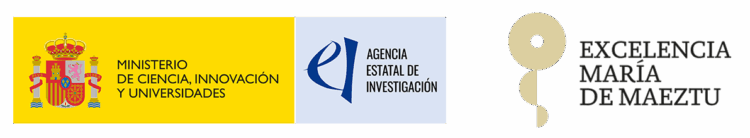 MINISTERIO
DE CIENCIA, INNOVACIÓN
Y UNIVERSIDADES
AGENCIA
ESTATAL DE
INVESTIGACIÓN
EXCELENCIA
MARÍA
DE MAEZTU